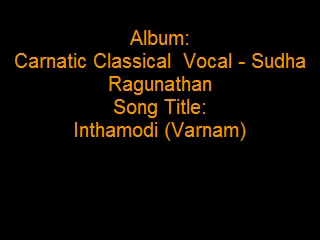 Album:
Carnatic Classical  Vocal - Sudha
Ragunathan
Song Title:
Inthamodi (Varnam)